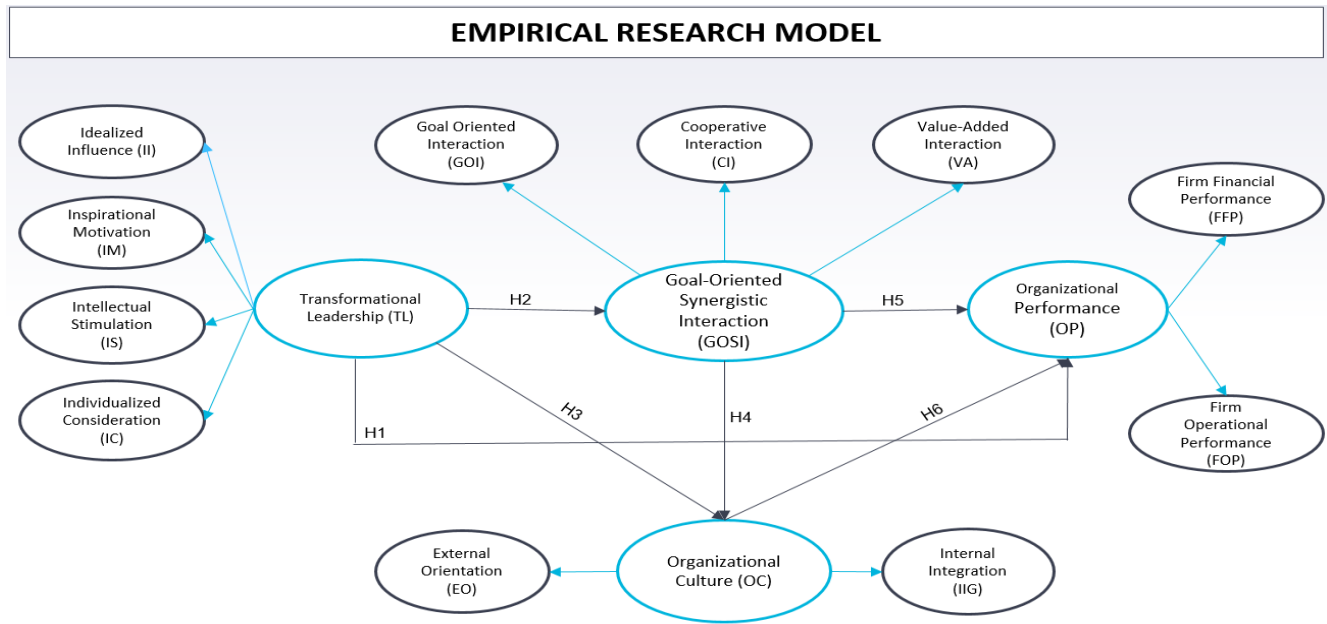 EMPIRICAL RESEARCH MODEL
Idealized
Influence (II)
Inspirational
Motivation
(IM)
Intellectual
Stimulation
(IS)
Individualized
Consideration
(IC)
Goal Oriented
Interaction
(GOI)
Cooperative
Interaction
(CI)
Value-Added
Interaction
(VA)
Firm Financial
Performance
(FFP)
Transformational
Leadership (TL)
H2
Goal-Oriented
Synergistic
Interaction
(GOSI)
H5
Organizational
Performance
(OP)
H3
H1
H4
H6
Firm
Operational
Performance
(FOP)
External
Orientation
(EO)
Organizational
Culture (OC)
Internal
Integration
(IIG)